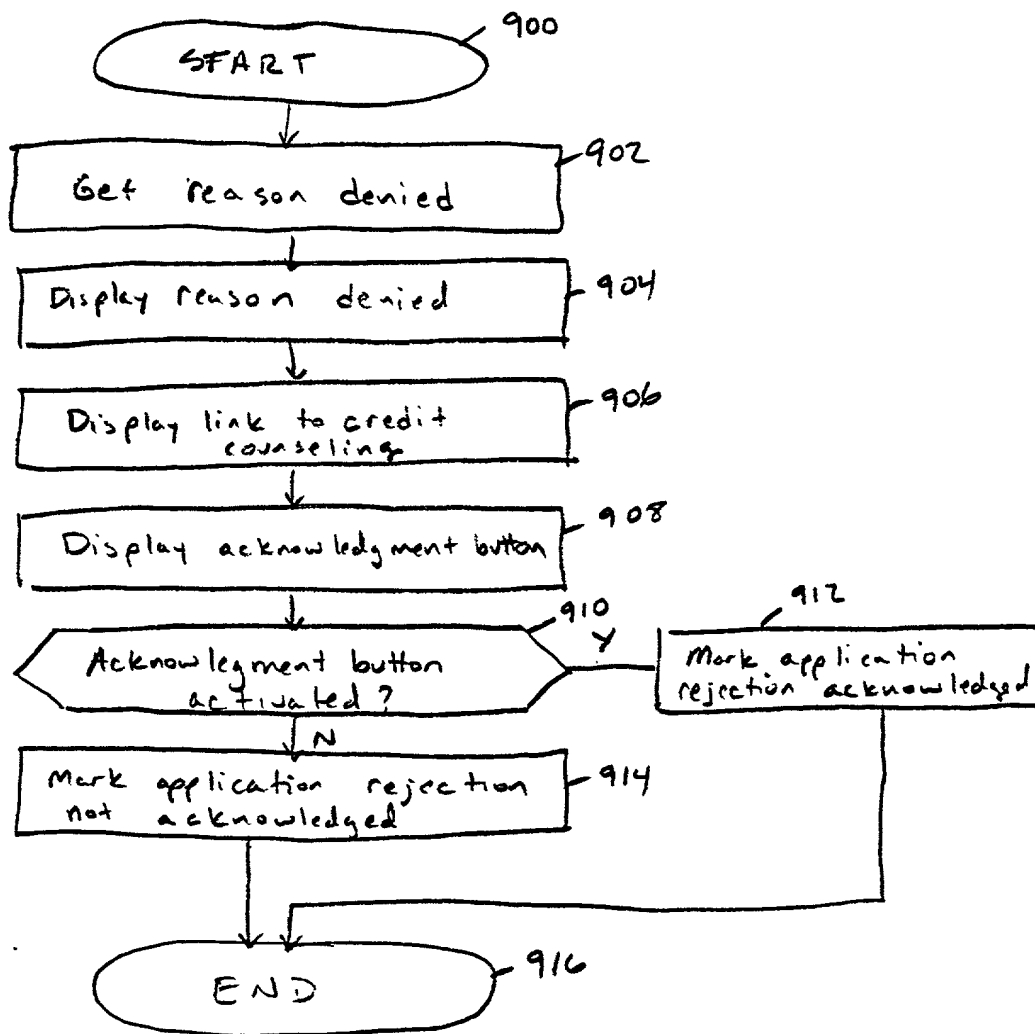 START
900
Get reason denied
902
Display reason denied
904
Display link to credit
counseling
906
Display acknowledgment button
908
910
Acknowlegment button
activated?
Y
912
Mark application
rejection acknowledged
N
Mark application rejection
not acknowledged
914
END
916